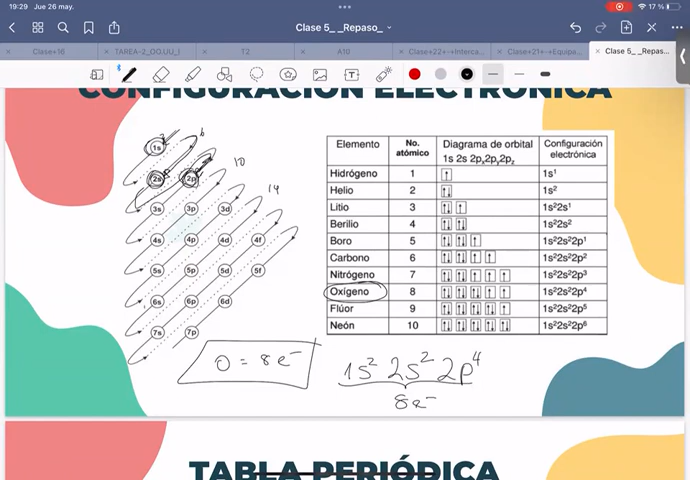 19:29 Jue 26 may.
17 %
Clase 5_ _Repaso_
Clase+16
TAREA-2_OO.UU_I
T2
A10
Clase+22+-+Interca...
Clase+21+-+Equipa...
Clase 5_ _Repas...
CONFIGURACIÓN ELECTRÓNICA
2
6
10
14
1s
2s 2p
3s 3p 3d
4s 4p 4d 4f
5s 5p 5d 5f
6s 6p 6d
7s 7p
Elemento No. atómico Diagrama de orbital 1s 2s 2pₓ2pᵧ2p_z Configuración electrónica
Hidrógeno 1 ↑ 1s¹
Helio 2 ↑↓ 1s²
Litio 3 ↑↓ ↑ 1s²2s¹
Berilio 4 ↑↓ ↑↓ 1s²2s²
Boro 5 ↑↓ ↑↓ ↑ 1s²2s²2p¹
Carbono 6 ↑↓ ↑↓ ↑ ↑ 1s²2s²2p²
Nitrógeno 7 ↑↓ ↑↓ ↑ ↑ ↑ 1s²2s²2p³
Oxígeno 8 ↑↓ ↑↓ ↑↓ ↑ ↑ 1s²2s²2p⁴
Flúor 9 ↑↓ ↑↓ ↑↓ ↑↓ ↑ 1s²2s²2p⁵
Neón 10 ↑↓ ↑↓ ↑↓ ↑↓ ↑↓ 1s²2s²2p⁶
O = 8e⁻
1s² 2s² 2p⁴
8e⁻
TABLA PERIÓDICA